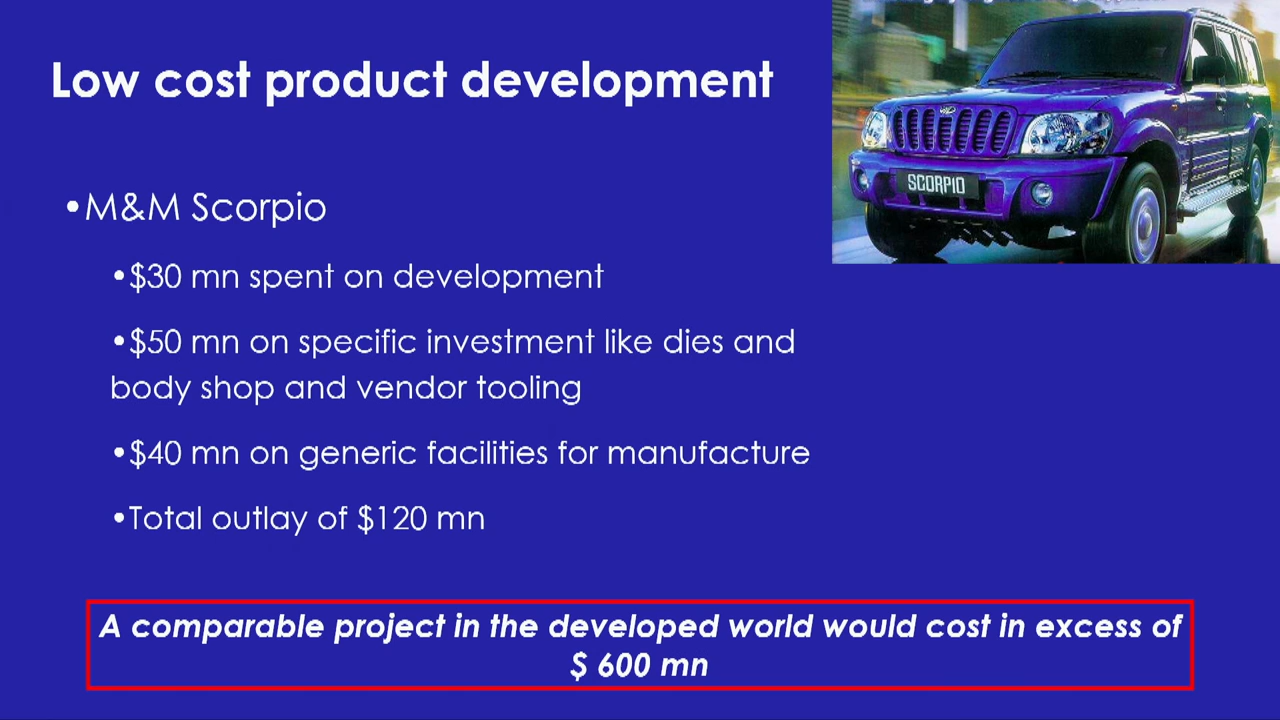 Low cost product development
SCORPIO
•M&M Scorpio
•$30 mn spent on development
•$50 mn on specific investment like dies and
body shop and vendor tooling
•$40 mn on generic facilities for manufacture
•Total outlay of $120 mn
A comparable project in the developed world would cost in excess of
$ 600 mn